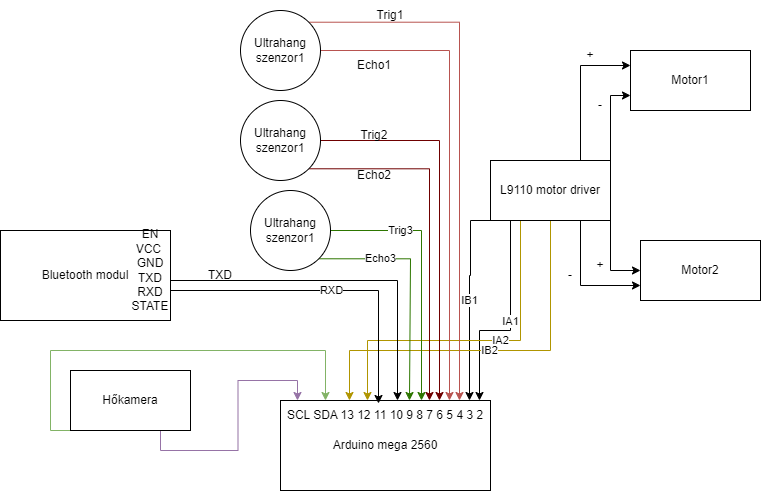 Trig1
Ultrahang
szenzor1
Echo1
+
Motor1
-
Ultrahang
szenzor1
Trig2
Echo2
L9110 motor driver
Ultrahang
szenzor1
Trig3
Echo3
EN
VCC
GND
Bluetooth modul
TXD
RXD
STATE
TXD
RXD
+
-
Motor2
IB1
IA1
IA2
IB2
Hőkamera
SCL SDA 13 12 11 10 9 8 7 6 5 4 3 2
Arduino mega 2560